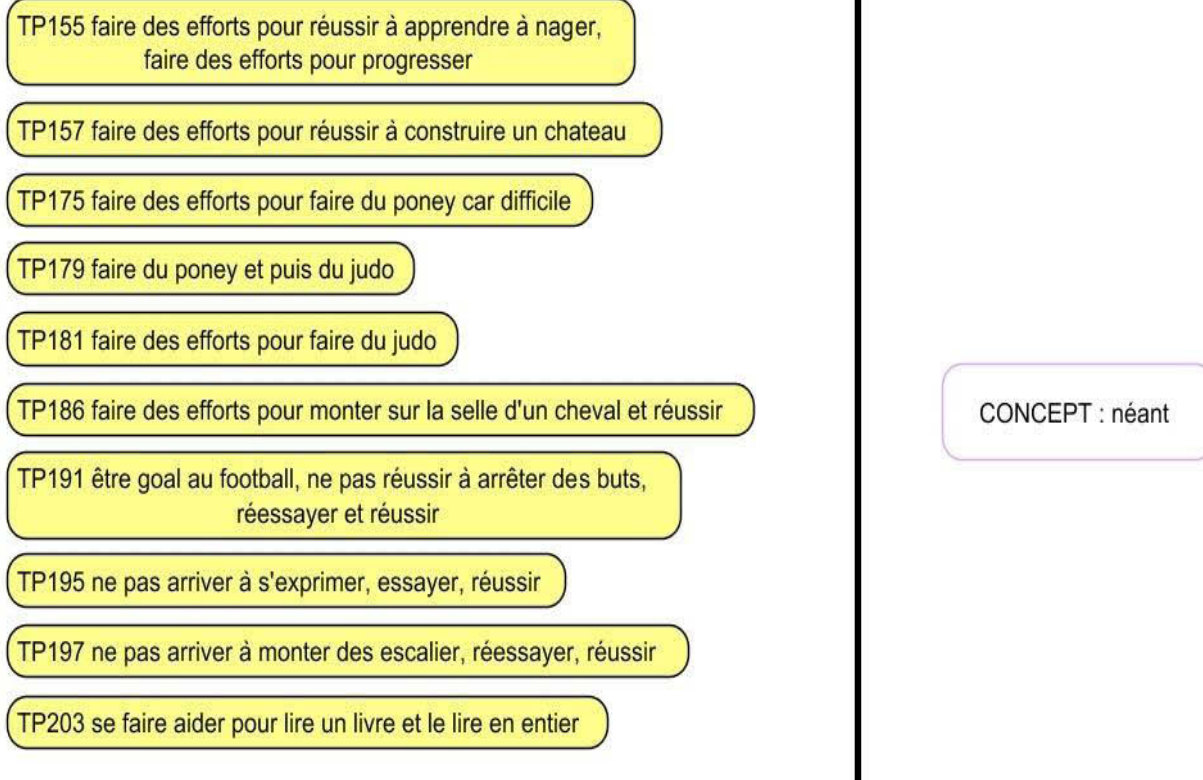 TP155 faire des efforts pour réussir à apprendre à nager,
faire des efforts pour progresser
TP157 faire des efforts pour réussir à construire un chateau
TP175 faire des efforts pour faire du poney car difficile
TP179 faire du poney et puis du judo
TP181 faire des efforts pour faire du judo
TP186 faire des efforts pour monter sur la selle d'un cheval et réussir
TP191 être goal au football, ne pas réussir à arrêter des buts,
réessayer et réussir
TP195 ne pas arriver à s'exprimer, essayer, réussir
TP197 ne pas arriver à monter des escalier, réessayer, réussir
TP203 se faire aider pour lire un livre et le lire en entier
CONCEPT : néant